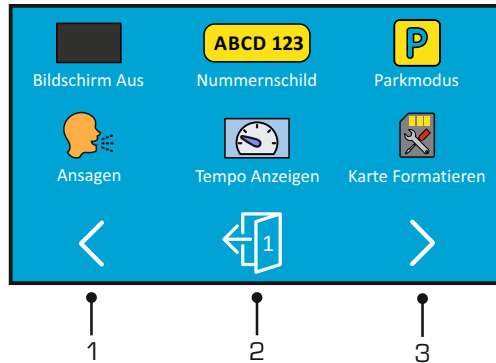 ABCD 123
P
Bildschirm Aus
Nummernschild
Parkmodus
Ansagen
Tempo Anzeigen
Karte Formatieren
1
1
2
3